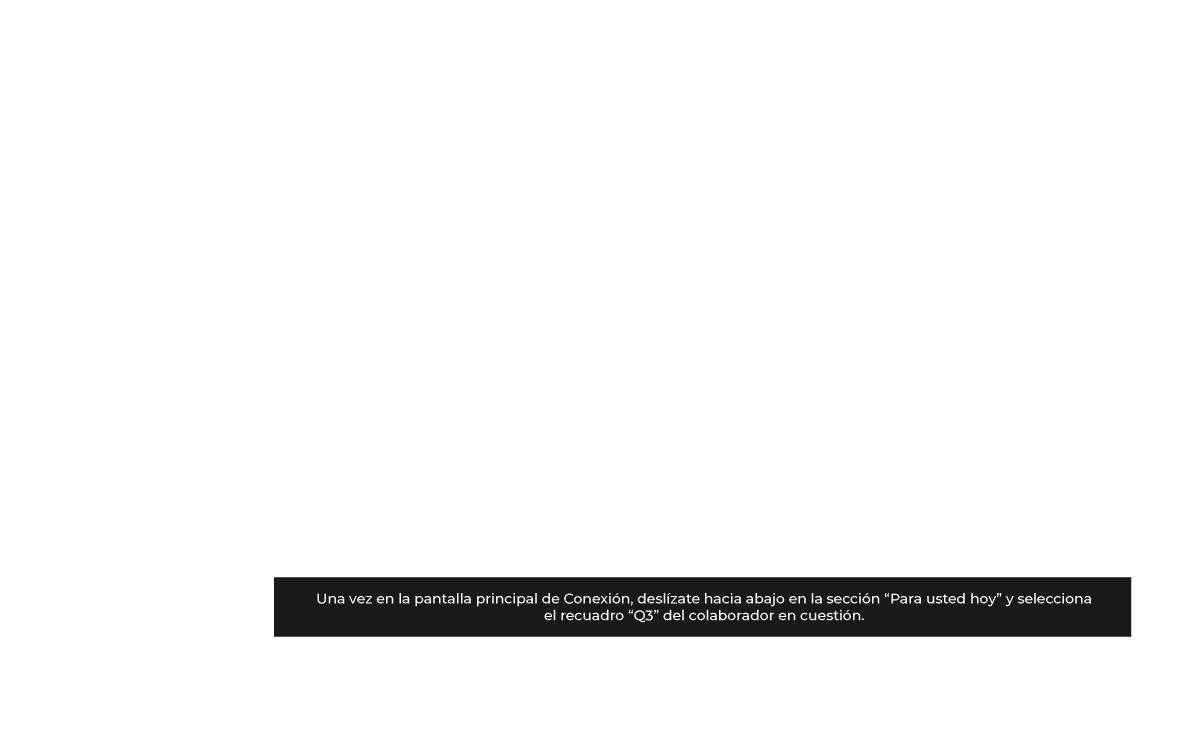 Una vez en la pantalla principal de Conexión, deslízate hacia abajo en la sección “Para usted hoy” y selecciona
el recuadro “Q3” del colaborador en cuestión.